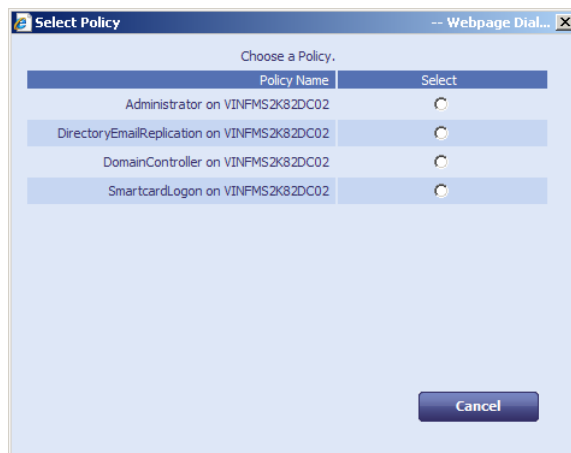 Select Policy -- Webpage Dial...
Choose a Policy.
Policy Name Select
Administrator on VINFMS2K82DC02
DirectoryEmailReplication on VINFMS2K82DC02
DomainController on VINFMS2K82DC02
SmartcardLogon on VINFMS2K82DC02
Cancel